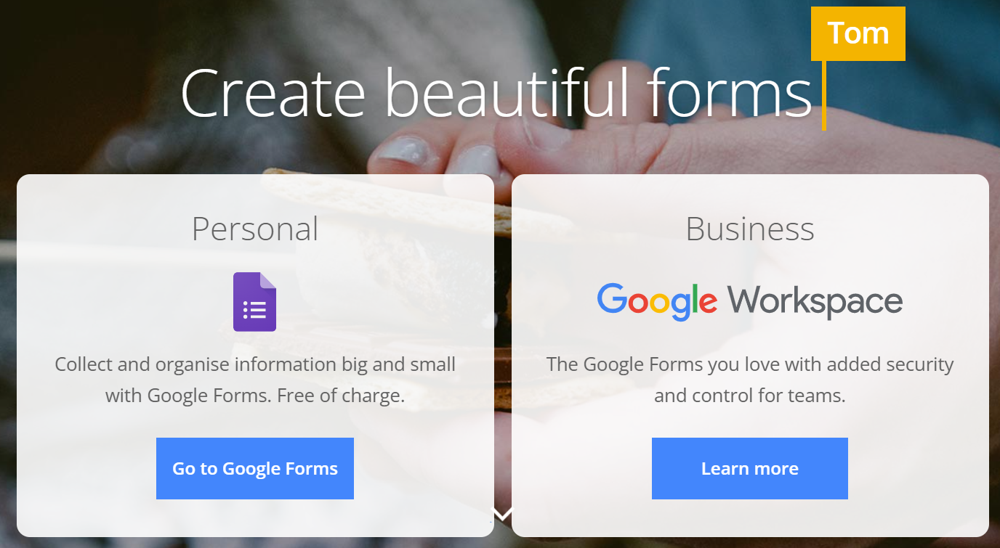 Tom
Create beautiful forms
Personal
Collect and organise information big and small
with Google Forms. Free of charge.
Go to Google Forms
Business
Google Workspace
The Google Forms you love with added security
and control for teams.
Learn more